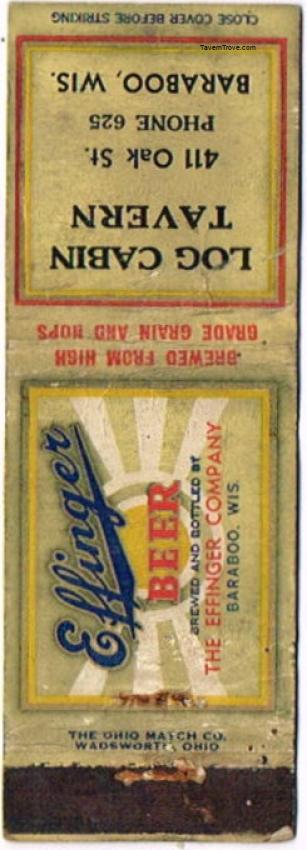 TavernTrove.com
CLOSE COVER BEFORE STRIKING
LOG CABIN
TAVERN
411 Oak St.
PHONE 625
BARABOO, WIS.
BREWED FROM HIGH
GRADE GRAIN AND HOPS
Effinger
BEER
BREWED AND BOTTLED BY
THE EFFINGER COMPANY
BARABOO, WIS.
THE OHIO MATCH CO.
WADSWORTH, OHIO